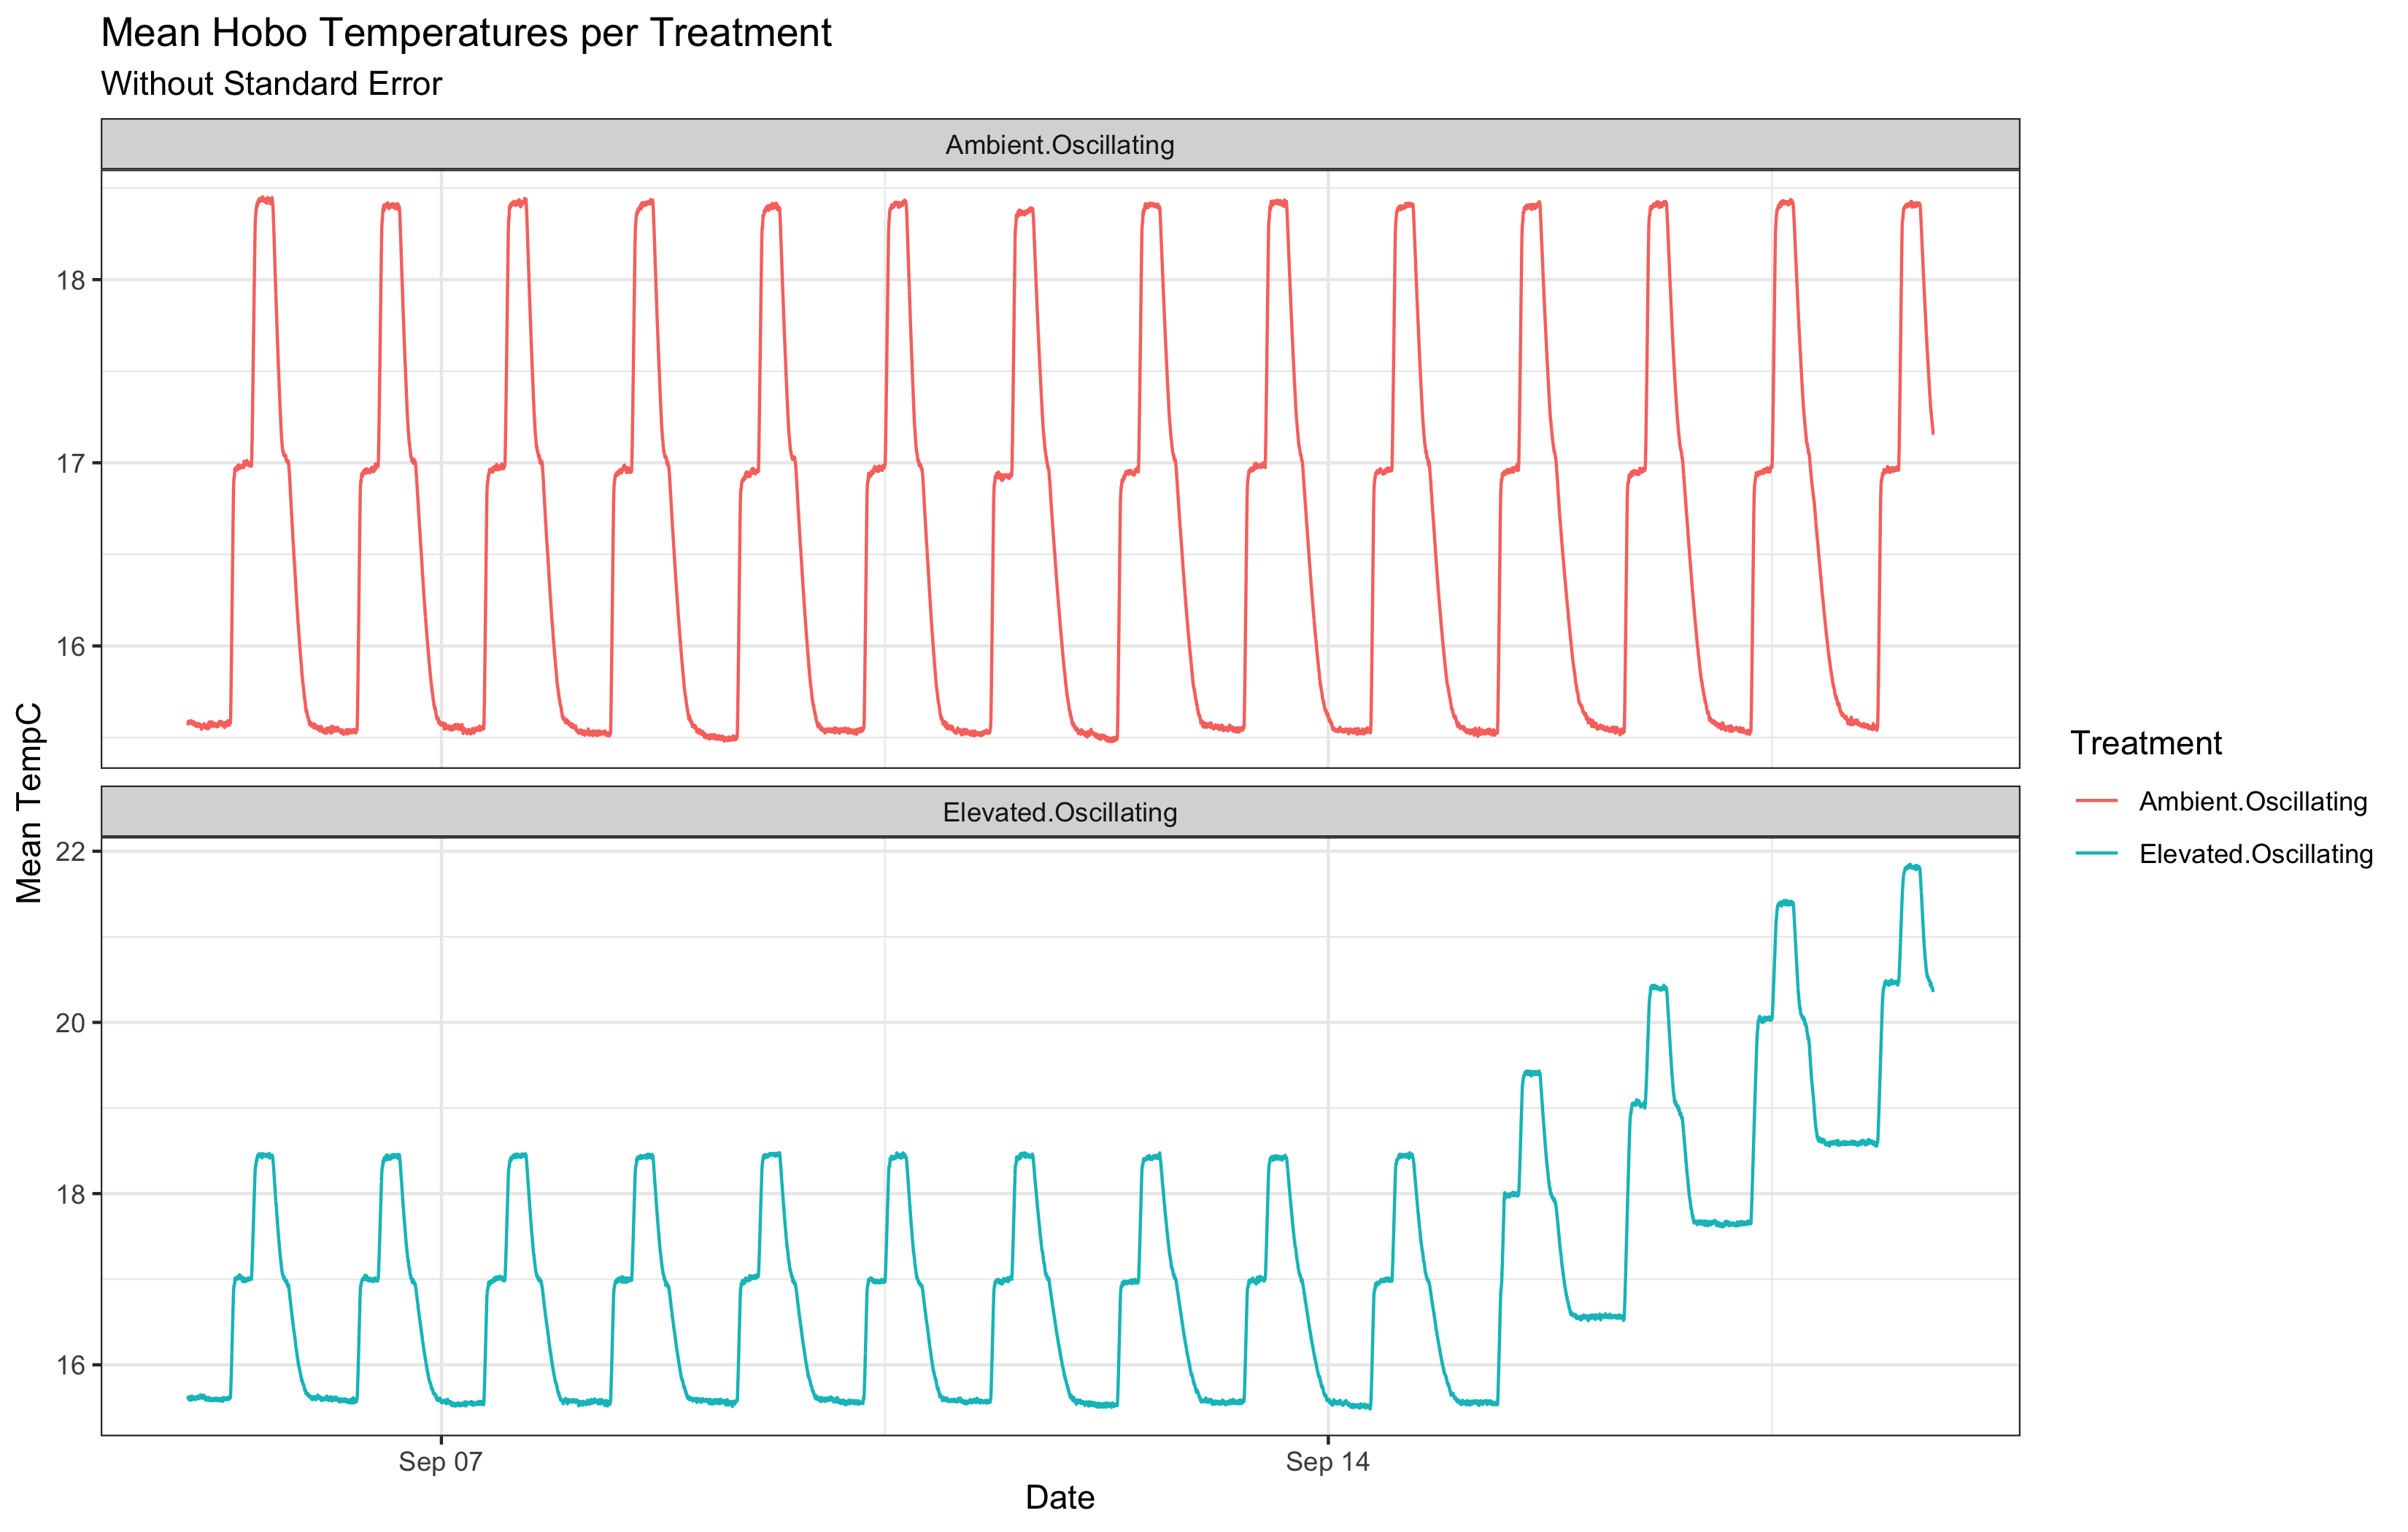 Mean Hobo Temperatures per Treatment
Without Standard Error
Ambient.Oscillating
18
17
16
Mean TempC
Elevated.Oscillating
22
20
18
16
Sep 07
Sep 14
Date
Treatment
Ambient.Oscillating
Elevated.Oscillating